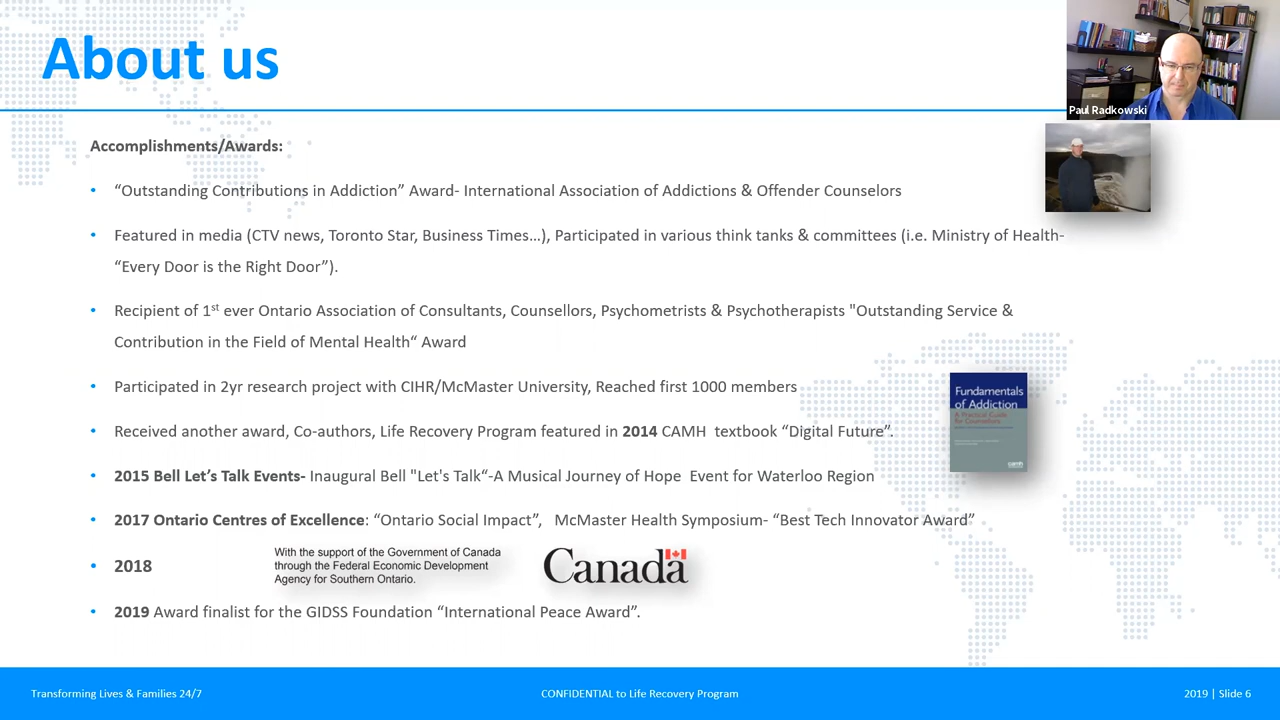 About us
Paul Radkowski
Accomplishments/Awards:
• “Outstanding Contributions in Addiction” Award- International Association of Addictions & Offender Counselors
• Featured in media (CTV news, Toronto Star, Business Times...), Participated in various think tanks & committees (i.e. Ministry of Health-
“Every Door is the Right Door”).
• Recipient of 1st ever Ontario Association of Consultants, Counsellors, Psychometrists & Psychotherapists "Outstanding Service &
Contribution in the Field of Mental Health“ Award
• Participated in 2yr research project with CIHR/McMaster University, Reached first 1000 members
• Received another award, Co-authors, Life Recovery Program featured in 2014 CAMH textbook “Digital Future”.
Fundamentals
of Addiction
A Practical Guide
for Counsellors
camh
• 2015 Bell Let’s Talk Events- Inaugural Bell "Let's Talk“-A Musical Journey of Hope Event for Waterloo Region
• 2017 Ontario Centres of Excellence: “Ontario Social Impact”, McMaster Health Symposium- “Best Tech Innovator Award”
• 2018
With the support of the Government of Canada
through the Federal Economic Development
Agency for Southern Ontario.
Canada
• 2019 Award finalist for the GIDSS Foundation “International Peace Award”.
Transforming Lives & Families 24/7
CONFIDENTIAL to Life Recovery Program
2019 | Slide 6